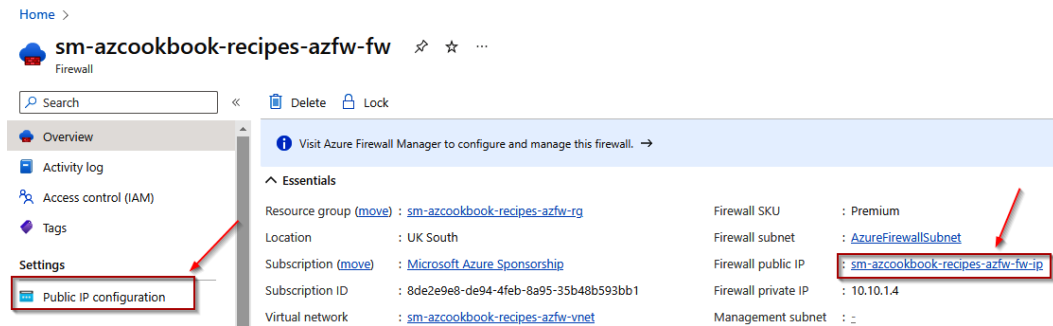 Home >
sm-azcookbook-recipes-azfw-fw
Firewall
Search
Delete Lock
Overview
Activity log
Access control (IAM)
Tags
Settings
Public IP configuration
Visit Azure Firewall Manager to configure and manage this firewall. →
Essentials
Resource group (move) : sm-azcookbook-recipes-azfw-rg
Location : UK South
Subscription (move) : Microsoft Azure Sponsorship
Subscription ID : 8de2e9e8-de94-4feb-8a95-35b48b593bb1
Virtual network : sm-azcookbook-recipes-azfw-vnet
Firewall SKU : Premium
Firewall subnet : AzureFirewallSubnet
Firewall public IP : sm-azcookbook-recipes-azfw-fw-ip
Firewall private IP : 10.10.1.4
Management subnet : -